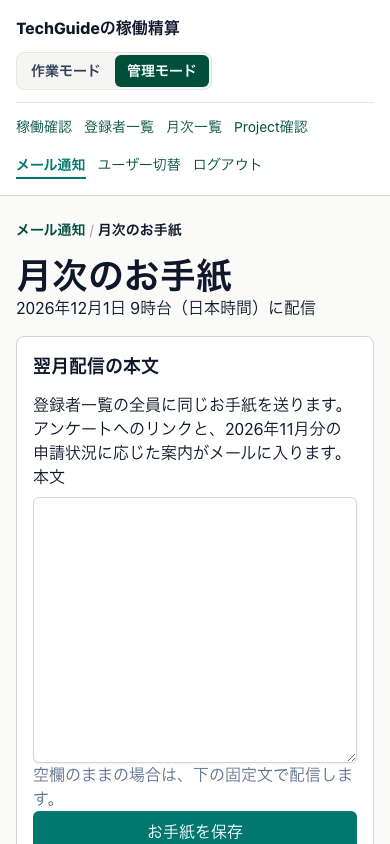 TechGuideの稼働精算
作業モード 管理モード
稼働確認 登録者一覧 月次一覧 Project確認
メール通知 ユーザー切替 ログアウト
メール通知 / 月次のお手紙
月次のお手紙
2026年12月1日 9時台（日本時間）に配信
翌月配信の本文
登録者一覧の全員に同じお手紙を送ります。
アンケートへのリンクと、2026年11月分の
申請状況に応じた案内がメールに入ります。
本文
空欄のままの場合は、下の固定文で配信しま
す。
お手紙を保存